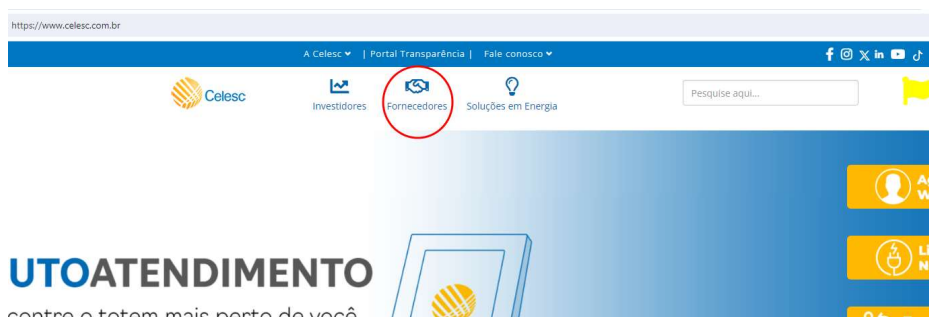 https://www.celesc.com.br
A Celesc | Portal Transparência | Fale conosco
Celesc
Investidores
Fornecedores
Soluções em Energia
Pesquise aqui...
UTOATENDIMENTO
contre o totem mais perto de você